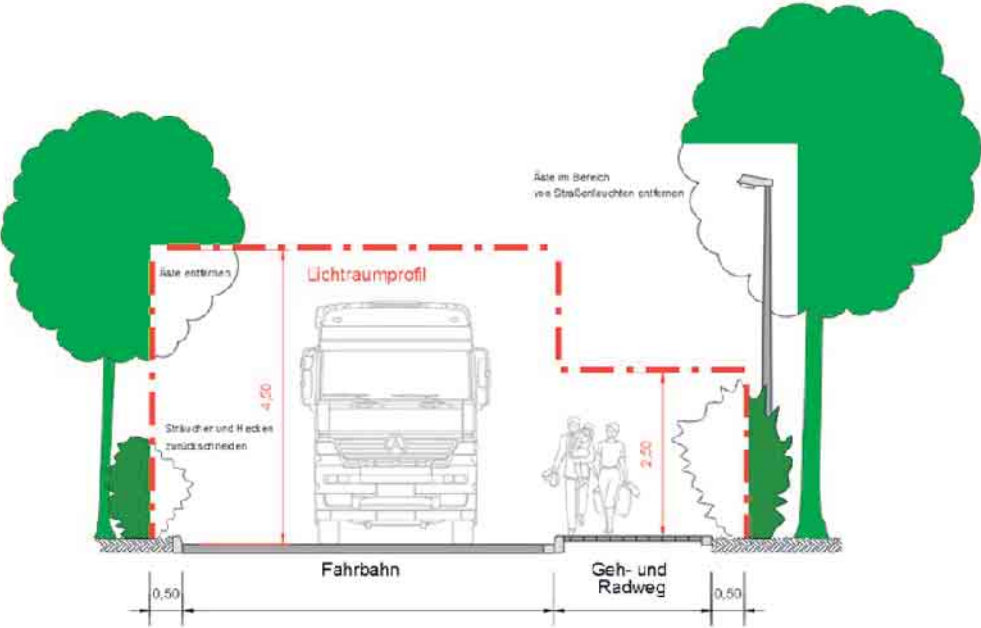 Äste im Bereich
von Straßenleuchten entfernen
Äste entfernen
Lichtraumprofil
4,50
Sträucher und Hecken
zurückschneiden
2,50
Fahrbahn
Geh- und
Radweg
0,50
0,50